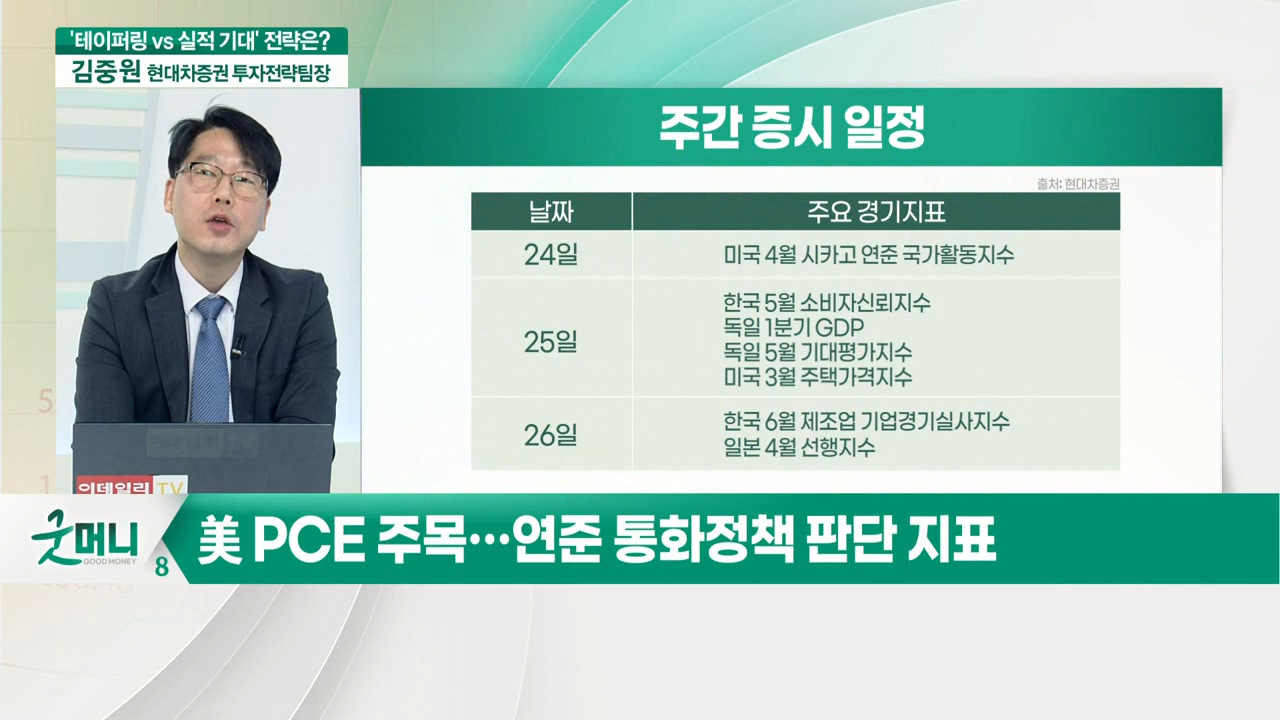 '테이퍼링 vs 실적 기대' 전략은?
김중원 현대차증권 투자전략팀장
주간 증시 일정
출처: 현대차증권
날짜 주요 경기지표
24일 미국 4월 시카고 연준 국가활동지수
25일
한국 5월 소비자신뢰지수
독일 1분기 GDP
독일 5월 기대평가지수
미국 3월 주택가격지수
26일
한국 6월 제조업 기업경기실사지수
일본 4월 선행지수
5
1
이데일리 TV
굿머니
GOOD MONEY
8
美 PCE 주목…연준 통화정책 판단 지표